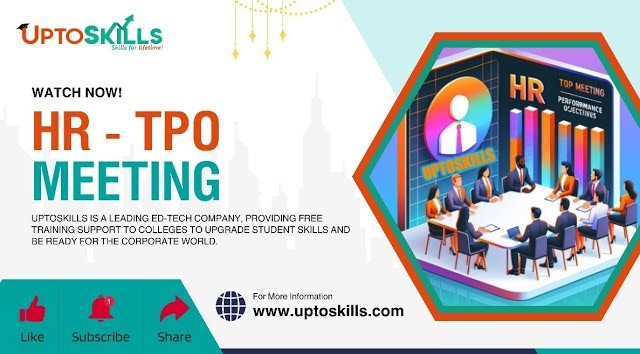 UPTOSKILLS
Skills for lifetime!
WATCH NOW!
HR - TPO
MEETING
UPTOSKILLS IS A LEADING ED-TECH COMPANY, PROVIDING FREE
TRAINING SUPPORT TO COLLEGES TO UPGRADE STUDENT SKILLS AND
BE READY FOR THE CORPORATE WORLD.
Like
1
Subscribe
Share
For More Information
www.uptoskills.com
HR
TOP MEETING
PERFORMANCE
OBJECTIVES
UPTOSKILLS